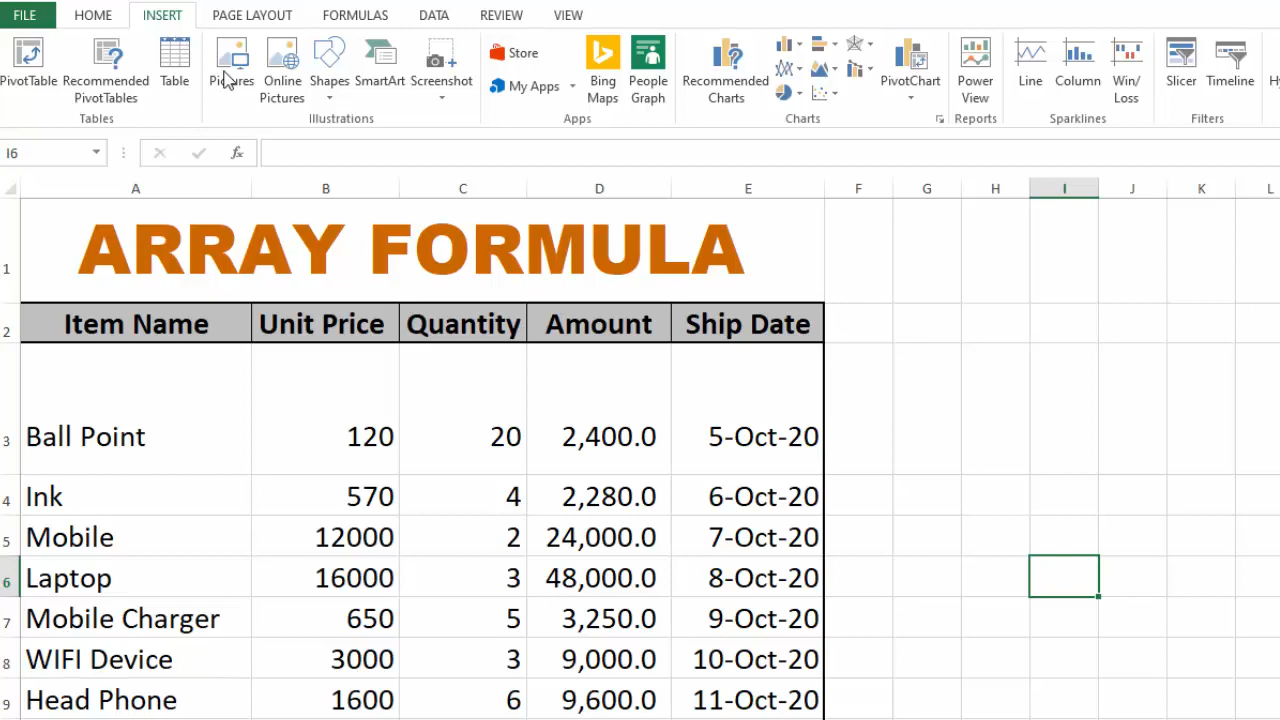 FILE HOME INSERT PAGE LAYOUT FORMULAS DATA REVIEW VIEW
PivotTable Recommended PivotTables Table Pictures Online Pictures Shapes SmartArt Screenshot Store My Apps Bing Maps People Graph Recommended Charts PivotChart Power View Line Column Win/Loss Slicer Timeline
Tables Illustrations Apps Charts Reports Sparklines Filters
I6 fx
A B C D E F G H I J K L
1 ARRAY FORMULA
2 Item Name Unit Price Quantity Amount Ship Date
3 Ball Point 120 20 2,400.0 5-Oct-20
4 Ink 570 4 2,280.0 6-Oct-20
5 Mobile 12000 2 24,000.0 7-Oct-20
6 Laptop 16000 3 48,000.0 8-Oct-20
7 Mobile Charger 650 5 3,250.0 9-Oct-20
8 WIFI Device 3000 3 9,000.0 10-Oct-20
9 Head Phone 1600 6 9,600.0 11-Oct-20